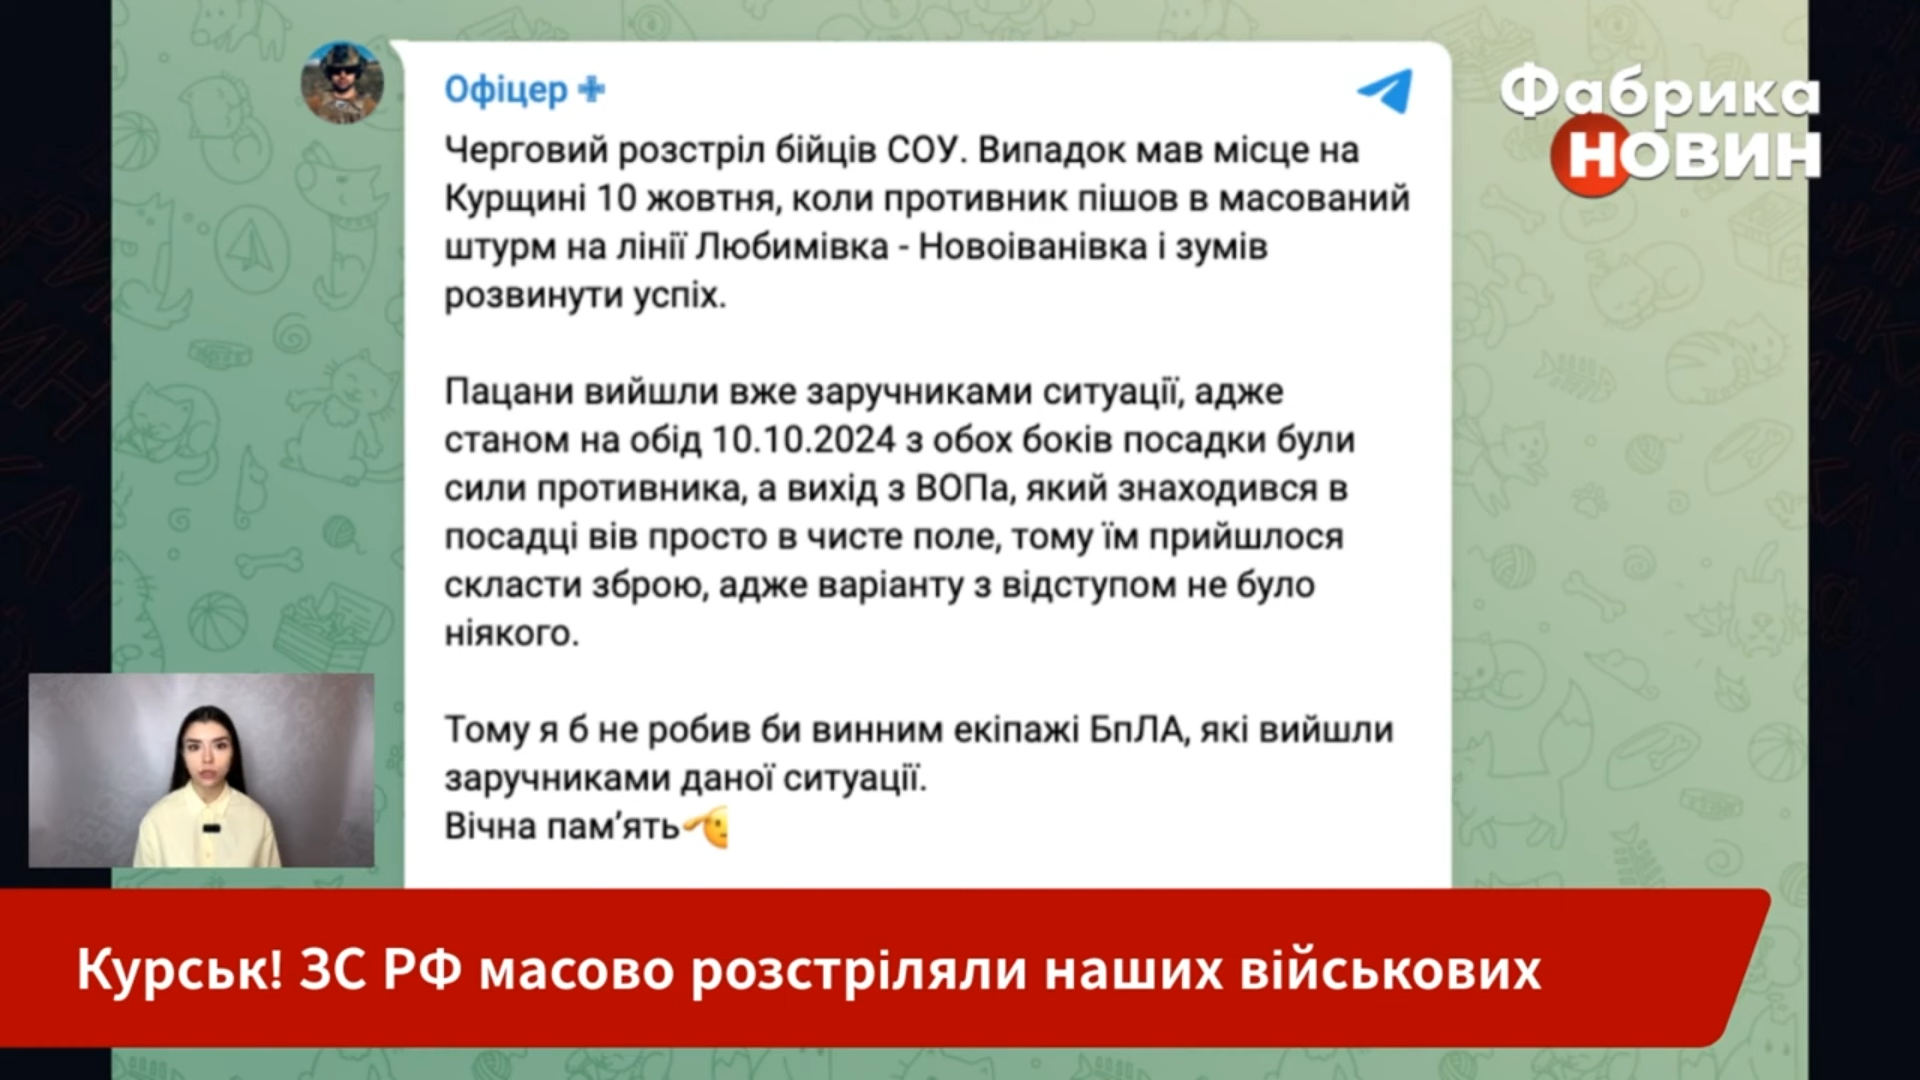 Офіцер
Черговий розстріл бійців СОУ. Випадок мав місце на
Курщині 10 жовтня, коли противник пішов в масований
штурм на лінії Любимівка - Новоіванівка і зумів
розвинути успіх.
Пацани вийшли вже заручниками ситуації, адже
станом на обід 10.10.2024 з обох боків посадки були
сили противника, а вихід з ВОПа, який знаходився в
посадці вів просто в чисте поле, тому їм прийшлося
скласти зброю, адже варіанту з відступом не було
ніякого.
Тому я б не робив би винним екіпажі БпЛА, які вийшли
заручниками даної ситуації.
Вічна пам’ять
Фабрика
новин
Курськ! ЗС РФ масово розстріляли наших військових